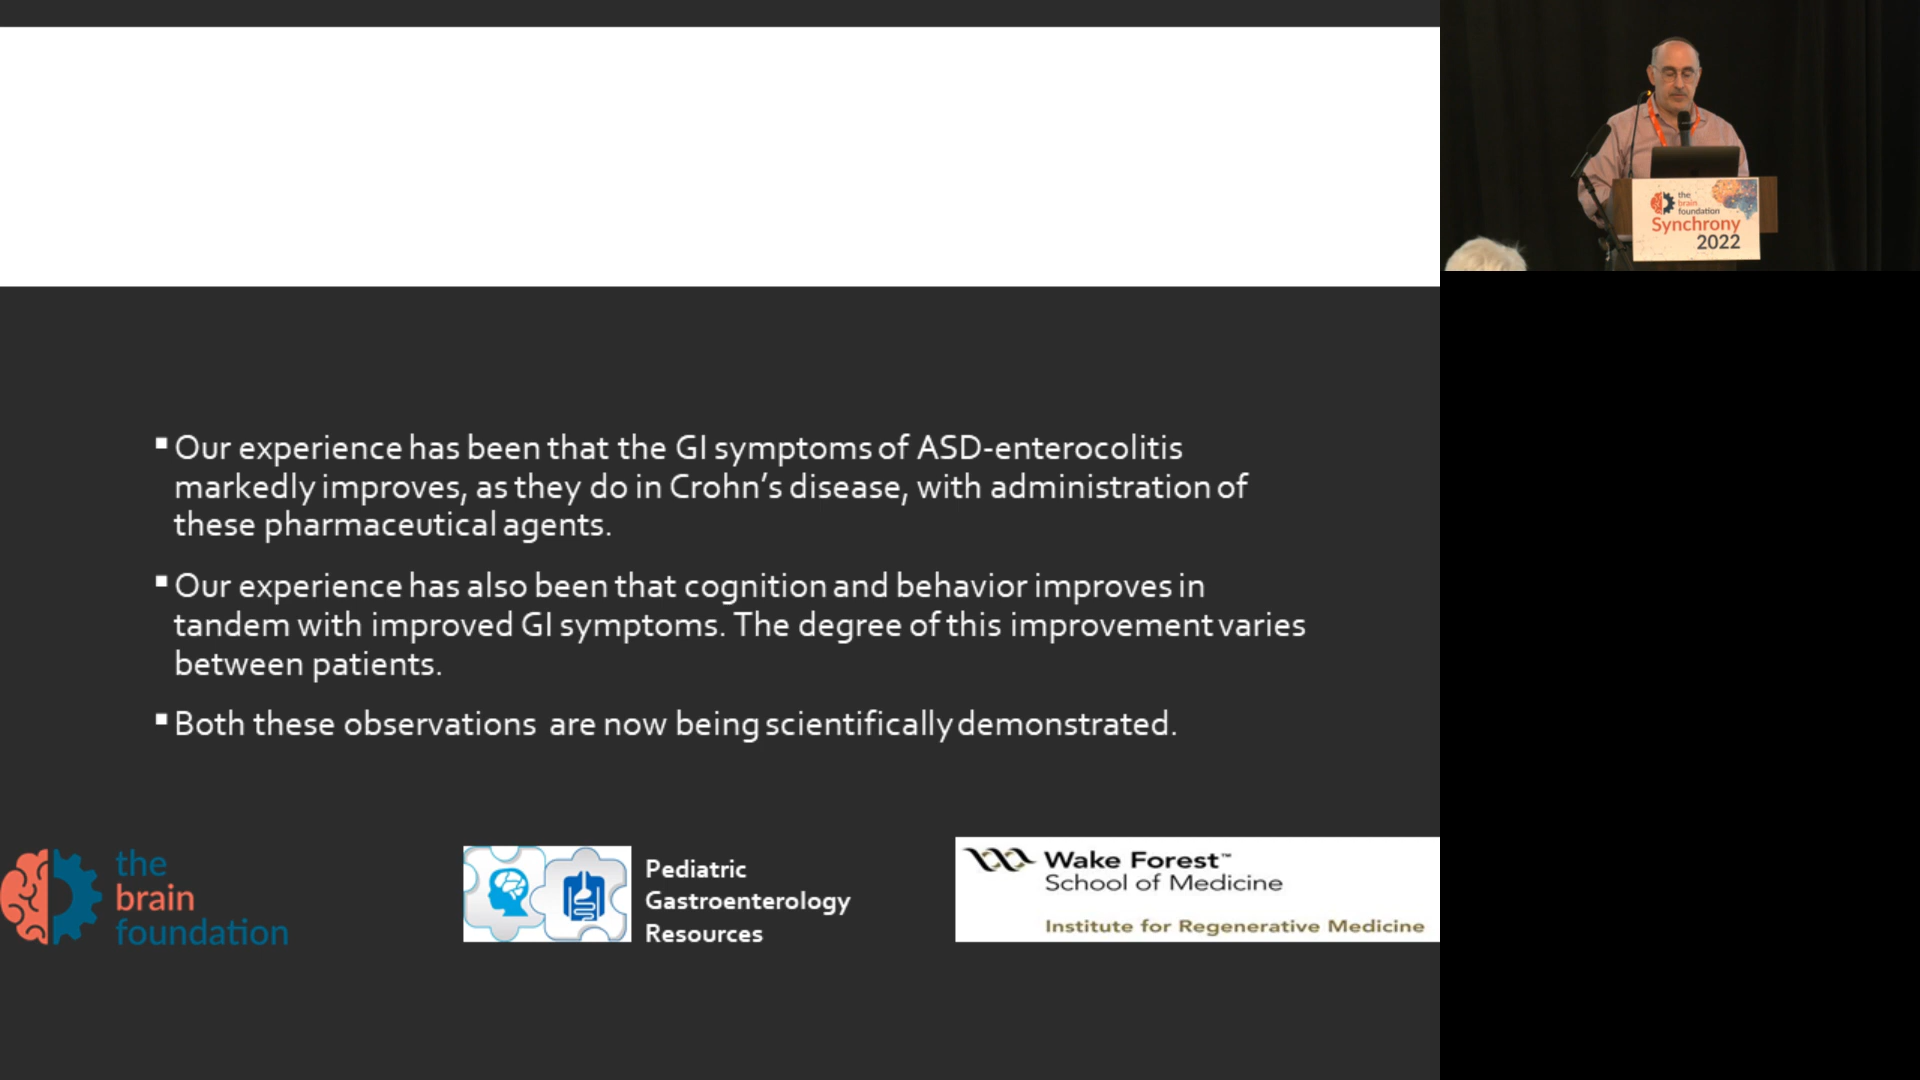 ▪ Our experience has been that the GI symptoms of ASD-enterocolitis
markedly improves, as they do in Crohn’s disease, with administration of
these pharmaceutical agents.
▪ Our experience has also been that cognition and behavior improves in
tandem with improved GI symptoms. The degree of this improvement varies
between patients.
▪ Both these observations are now being scientifically demonstrated.
the
brain
foundation
Pediatric
Gastroenterology
Resources
Wake Forest™
School of Medicine
Institute for Regenerative Medicine
the
brain
foundation
Synchrony
2022